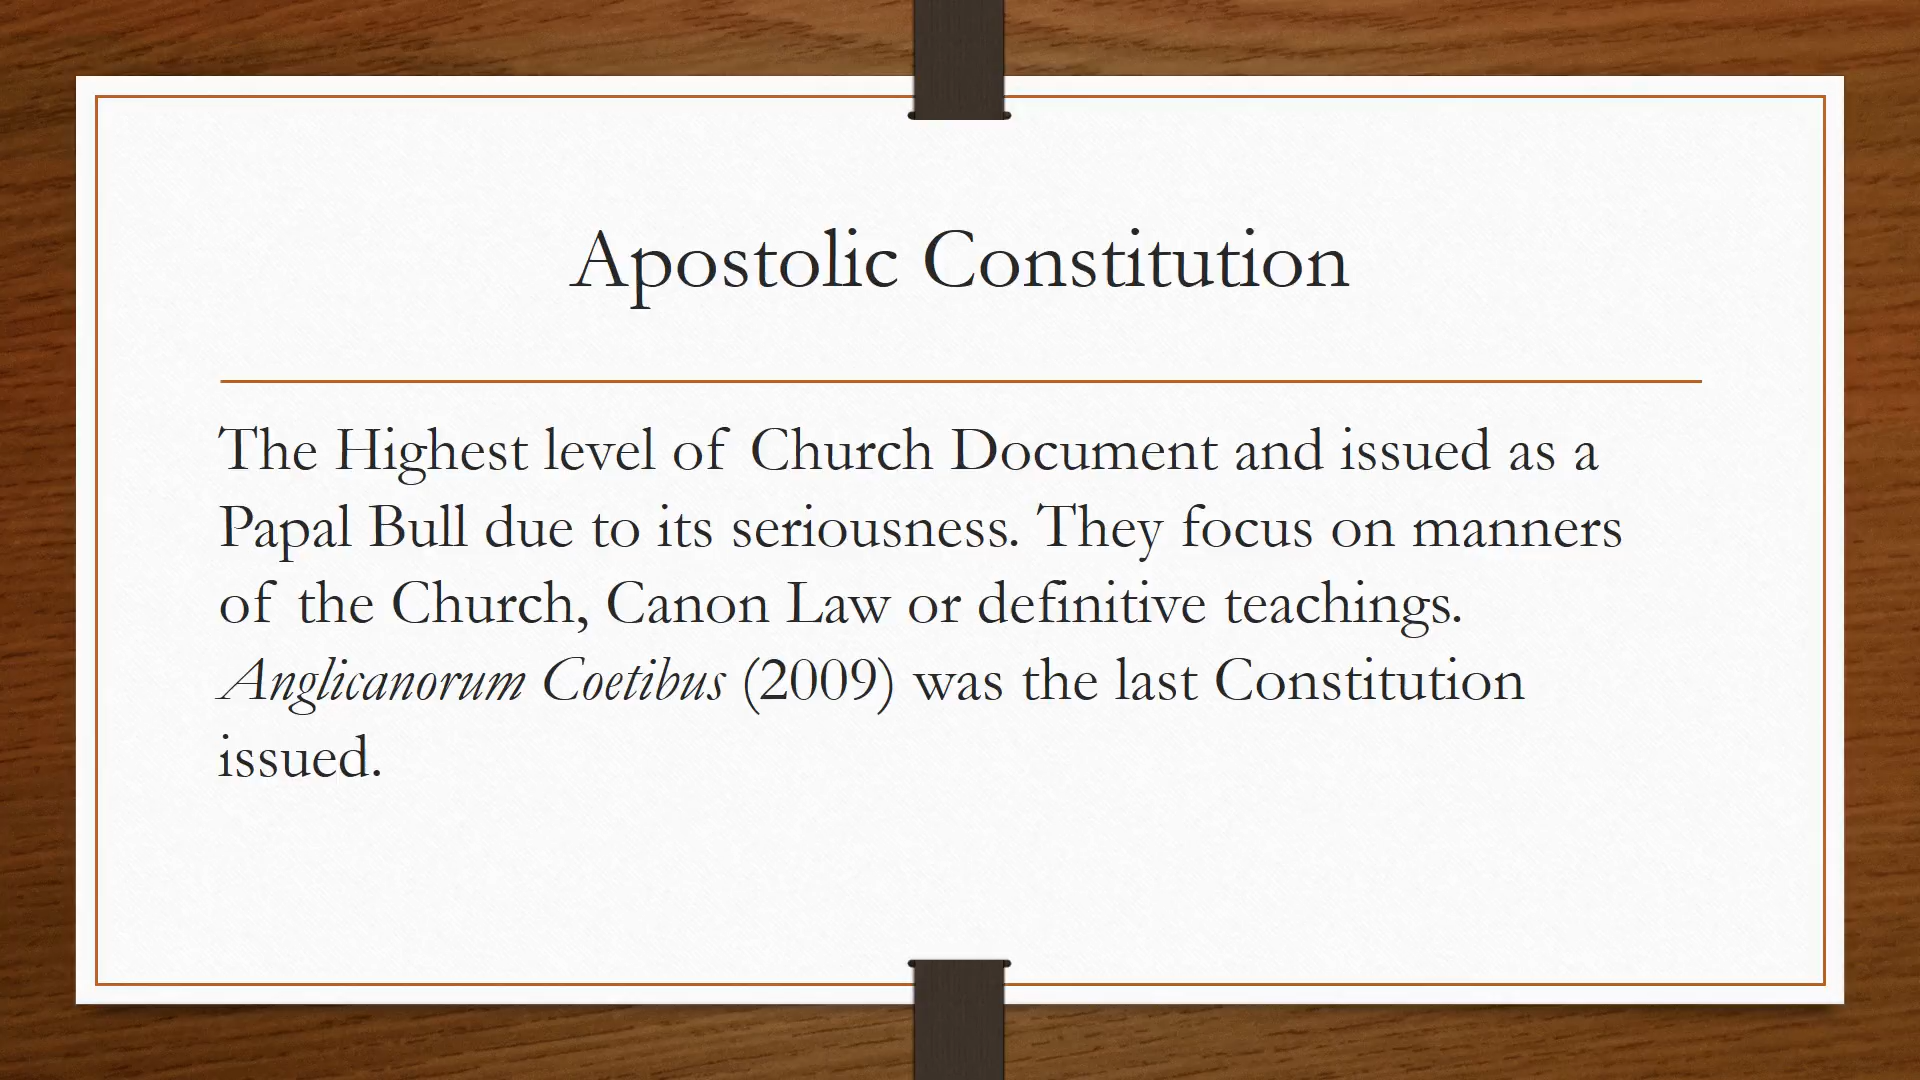 Apostolic Constitution
The Highest level of Church Document and issued as a
Papal Bull due to its seriousness. They focus on manners
of the Church, Canon Law or definitive teachings.
Anglicanorum Coetibus (2009) was the last Constitution
issued.